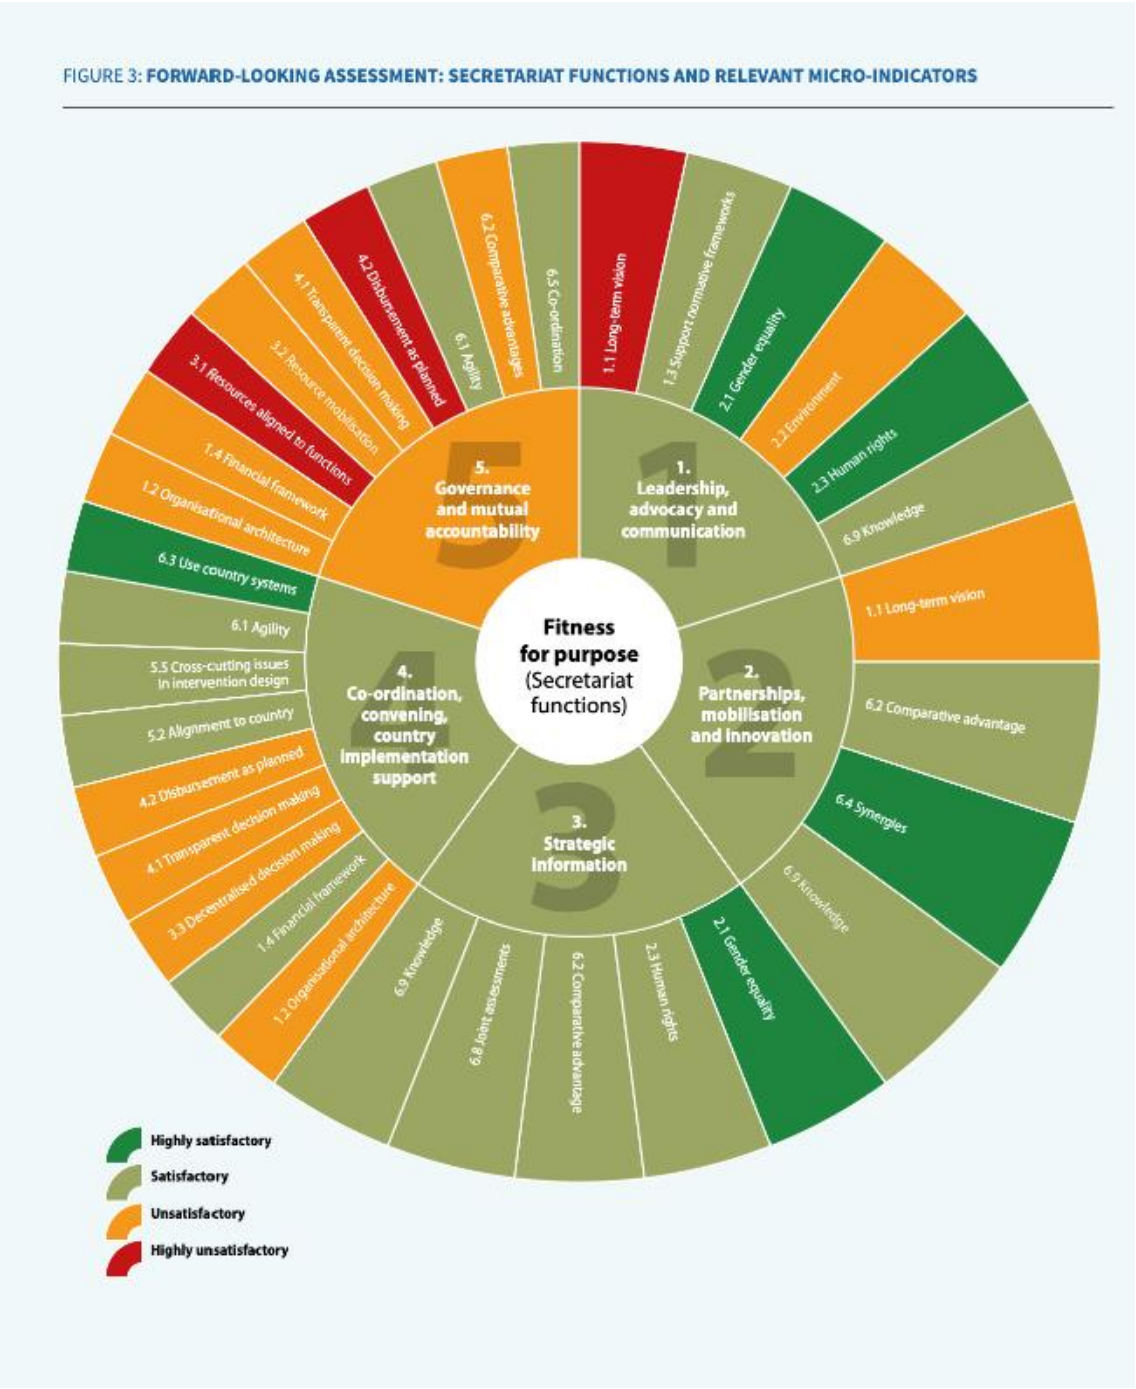 FIGURE 3: FORWARD-LOOKING ASSESSMENT: SECRETARIAT FUNCTIONS AND RELEVANT MICRO-INDICATORS
Fitness
for purpose
(Secretariat
functions)
1
1.
Leadership,
advocacy and
communication
1.1 Long-term vision
1.3 Support normative frameworks
2.1 Gender equality
2.2 Environment
2.3 Human rights
6.9 Knowledge
2
2.
Partnerships,
mobilisation
and innovation
1.1 Long-term vision
6.2 Comparative advantage
6.4 Synergies
6.9 Knowledge
3
3.
Strategic
information
2.1 Gender equality
2.3 Human rights
6.2 Comparative advantage
6.8 Joint assessments
6.9 Knowledge
4
4.
Co-ordination,
convening,
country
implementation
support
1.2 Organisational architecture
1.4 Financial framework
3.3 Decentralised decision making
4.1 Transparent decision making
4.2 Disbursement as planned
5.2 Alignment to country
5.5 Cross-cutting issues
in intervention design
6.1 Agility
6.3 Use country systems
5
5.
Governance
and mutual
accountability
1.2 Organisational architecture
1.4 Financial framework
3.1 Resources aligned to functions
3.2 Resource mobilisation
4.1 Transparent decision making
4.2 Disbursement as planned
6.1 Agility
6.2 Comparative advantages
6.5 Co-ordination
Highly satisfactory
Satisfactory
Unsatisfactory
Highly unsatisfactory